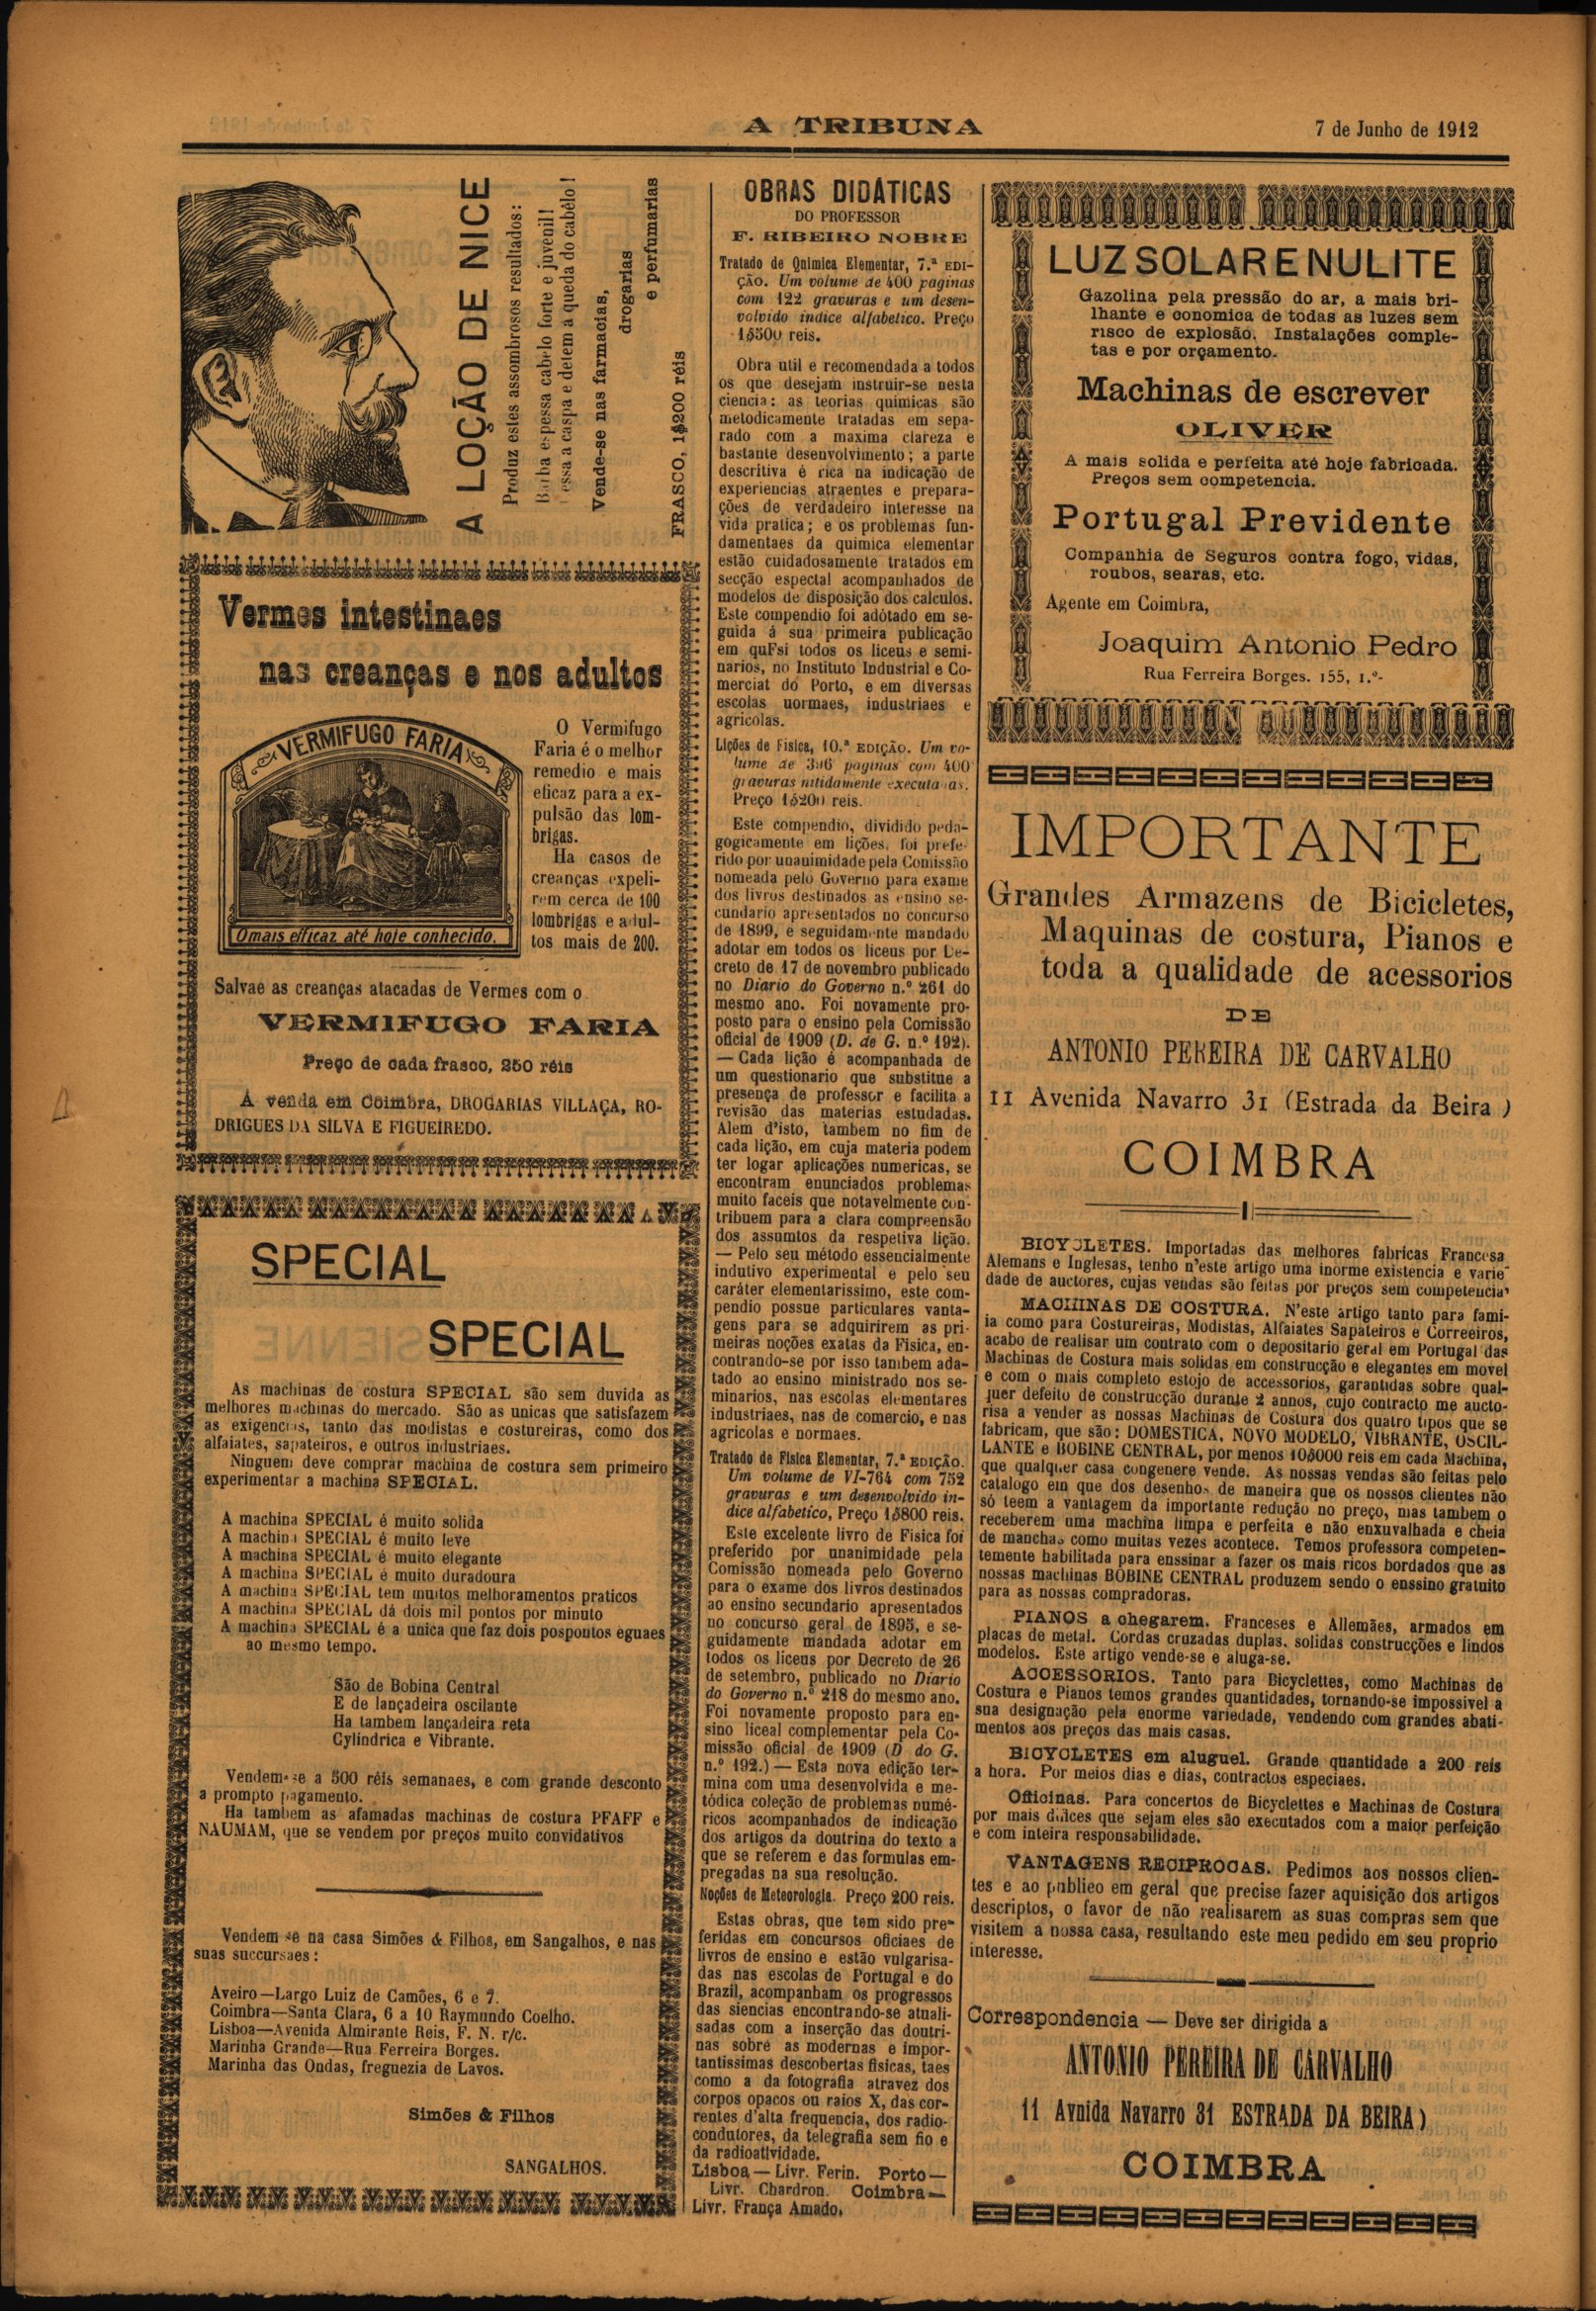 A TRIBUNA
7 de Junho de 1912
A LOÇÃO DE NICE
Produz estes assombrosos resultados:
Barba espessa cabelo forte e juvenil!
Cessa a caspa e detem a queda do cabêlo!
Vende-se nas farmacias,
drogarias
e perfumarias
FRASCO, 1$200 réis
Vermes intestinaes
nas creanças e nos adultos
VERMIFUGO FARIA
O mais efficaz até hoje conhecido.
O Vermifugo
Faria é o melhor
remedio e mais
eficaz para a ex-
pulsão das lom-
brigas.
Ha casos de
creanças expeli-
rem cerca de 100
lombrigas e adul-
tos mais de 200.
Salvae as creanças atacadas de Vermes com o
VERMIFUGO FARIA
Preço de cada frasco, 250 réis
Á venda em Coimbra, DROGARIAS VILLAÇA, RO-
DRIGUES DA SILVA E FIGUEIREDO.
SPECIAL
SPECIAL
As machinas de costura SPECIAL são sem duvida as
melhores machinas do mercado. São as unicas que satisfazem
as exigencias, tanto das modistas e costureiras, como dos
alfaiates, sapateiros, e outros industriaes.
Ninguem deve comprar machina de costura sem primeiro
experimentar a machina SPECIAL.
A machina SPECIAL é muito solida
A machina SPECIAL é muito leve
A machina SPECIAL é muito elegante
A machina SPECIAL é muito duradoura
A machina SPECIAL tem muitos melhoramentos praticos
A machina SPECIAL dá dois mil pontos por minuto
A machina SPECIAL é a unica que faz dois pospontos eguaes
ao mesmo tempo.
São de Bobina Central
E de lançadeira oscilante
Ha tambem lançadeira reta
Cylindrica e Vibrante.
Vendem-se a 500 réis semanaes, e com grande desconto
a prompto pagamento.
Ha tambem as afamadas machinas de costura PFAFF e
NAUMAM, que se vendem por preços muito convidativos
Vendem-se na casa Simões & Filhos, em Sangalhos, e nas
suas succursaes:
Aveiro—Largo Luiz de Camões, 6 e 7.
Coimbra—Santa Clara, 6 a 10 Raymundo Coelho.
Lisboa—Avenida Almirante Reis, F. N. r/c.
Marinha Grande—Rua Ferreira Borges.
Marinha das Ondas, freguezia de Lavos.
Simões & Filhos
SANGALHOS.
OBRAS DIDÁTICAS
DO PROFESSOR
F. RIBEIRO NOBRE
Tratado de Quimica Elementar, 7.ª EDI-
ÇÃO. Um volume de 400 paginas
com 122 gravuras e um desen-
volvido indice alfabetico. Preço
1$500 reis.
Obra util e recomendada a todos
os que desejam instruir-se nesta
ciencia: as teorias quimicas são
metodicamente tratadas em sepa-
rado com a maxima clareza e
bastante desenvolvimento; a parte
descritiva é rica na indicação de
experiencias atraentes e prepara-
ções de verdadeiro interesse na
vida pratica; e os problemas fun-
damentaes da quimica elementar
estão cuidadosamente tratados em
secção especial acompanhados de
modelos de disposição dos calculos.
Este compendio foi adótado em se-
guida á sua primeira publicação
em quFsi todos os liceus e semi-
narios, no Instituto Industrial e Co-
mercial do Porto, e em diversas
escolas uormaes, industriaes e
agricolas.
Lições de Fisica, 10.ª EDIÇÃO. Um vo-
lume de 396 paginas com 400
gravuras nitidamente executadas.
Preço 1$200 reis.
Este compendio, dividido peda-
gogicamente em lições, foi prefe-
rido por unanimidade pela Comissão
nomeada pelo Governo para exame
dos livros destinados as ensino se-
cundario apresentados no concurso
de 1899, e seguidamente mandado
adotar em todos os liceus por De-
creto de 17 de novembro publicado
no Diario do Governo n.º 261 do
mesmo ano. Foi novamente pro-
posto para o ensino pela Comissão
oficial de 1909 (D. de G. n.º 192).
— Cada lição é acompanhada de
um questionario que substitue a
presença de professor e facilita a
revisão das materias estudadas.
Alem d'isto, tambem no fim de
cada lição, em cuja materia podem
ter logar aplicações numericas, se
encontram enunciados problemas
muito faceis que notavelmente con-
tribuem para a clara compreensão
dos assumtos da respetiva lição.
— Pelo seu método essencialmente
indutivo experimental e pelo seu
caráter elementarissimo, este com-
pendio possue particulares vanta-
gens para se adquirirem as pri-
meiras noções exatas da Fisica, en-
contrando-se por isso tambem ada-
tado ao ensino ministrado nos se-
minarios, nas escolas elementares
industriaes, nas de comercio, e nas
agricolas e normaes.
Tratado de Fisica Elementar, 7.ª EDIÇÃO.
Um volume de VI-764 com 752
gravuras e um desenvolvido in-
dice alfabetico, Preço 1$800 reis.
Este excelente livro de Fisica foi
preferido por unanimidade pela
Comissão nomeada pelo Governo
para o exame dos livros destinados
ao ensino secundario apresentados
no concurso geral de 1895, e se-
guidamente mandada adotar em
todos os liceus por Decreto de 26
de setembro, publicado no Diario
do Governo n.º 218 do mesmo ano.
Foi novamente proposto para en-
sino liceal complementar pela Co-
missão oficial de 1909 (D do G.
n.º 192.) — Esta nova edição ter-
mina com uma desenvolvida e me-
tódica coleção de problemas numé-
ricos acompanhados de indicação
dos artigos da doutrina do texto a
que se referem e das formulas em-
pregadas na sua resolução.
Noções de Meteorologia. Preço 200 reis.
Estas obras, que tem sido pre-
feridas em concursos oficiaes de
livros de ensino e estão vulgarisa-
das nas escolas de Portugal e do
Brazil, acompanham os progressos
das siencias encontrando-se atuali-
sadas com a inserção das doutri-
nas sobre as modernas e impor-
tantissimas descobertas fisicas, taes
como a da fotografia atravez dos
corpos opacos ou raios X, das cor-
rentes d'alta frequencia, dos radio-
condutores, da telegrafia sem fio e
da radioatividade.
Lisboa — Livr. Ferin. Porto —
Livr. Chardron. Coimbra —
Livr. França Amado.
LUZ SOLAR E NULITE
Gazolina pela pressão do ar, a mais bri-
lhante e conomica de todas as luzes sem
risco de explosão. Instalações comple-
tas e por orçamento.
Machinas de escrever
OLIVER
A mais solida e perfeita até hoje fabricada.
Preços sem competencia.
Portugal Previdente
Companhia de Seguros contra fogo, vidas,
roubos, searas, etc.
Agente em Coimbra,
Joaquim Antonio Pedro
Rua Ferreira Borges. 155, 1.º-
IMPORTANTE
Grandes Armazens de Bicicletes,
Maquinas de costura, Pianos e
toda a qualidade de acessorios
DE
ANTONIO PEREIRA DE CARVALHO
11 Avenida Navarro 31 (Estrada da Beira)
COIMBRA
BICYCLETES. Importadas das melhores fabricas Francesa
Alemans e Inglesas, tenho n'este artigo uma inorme existencia e varie-
dade de auctores, cujas vendas são feitas por preços sem competencia,
MACHINAS DE COSTURA. N'este artigo tanto para fami-
ia como para Costureiras, Modistas, Alfaiates Sapateiros e Correeiros,
acabo de realisar um contrato com o depositario geral em Portugal das
Machinas de Costura mais solidas em construcção e elegantes em movel
e com o mais completo estojo de accessorios, garantidas sobre qual-
quer defeito de construcção durante 2 annos, cujo contracto me aucto-
risa a vender as nossas Machinas de Costura dos quatro tipos que se
fabricam, que são: DOMESTICA, NOVO MODELO, VIBRANTE, OSCIL-
LANTE e BOBINE CENTRAL, por menos 10$000 reis em cada Machina,
que qualquer casa congenere vende. As nossas vendas são feitas pelo
catalogo em que dos desenhos de maneira que os nossos clientes não
só teem a vantagem da importante redução no preço, mas tambem o
receberem uma machina limpa e perfeita e não enxuvalhada e cheia
de manchas como muitas vezes acontece. Temos professora competen-
temente habilitada para enssinar a fazer os mais ricos bordados que as
nossas machinas BOBINE CENTRAL produzem sendo o enssino gratuito
para as nossas compradoras.
PIANOS a chegarem. Franceses e Allemães, armados em
placas de metal. Cordas cruzadas duplas, solidas construcções e lindos
modelos. Este artigo vende-se e aluga-se.
ACCESSORIOS. Tanto para Bicyclettes, como Machinas de
Costura e Pianos temos grandes quantidades, tornando-se impossivel a
sua designação pela enorme variedade, vendendo com grandes abati-
mentos aos preços das mais casas.
BICYCLETES em aluguel. Grande quantidade a 200 reis
a hora. Por meios dias e dias, contractos especiaes.
Officinas. Para concertos de Bicyclettes e Machinas de Costura
por mais dulces que sejam eles são executados com a maior perfeição
e com inteira responsabilidade.
VANTAGENS RECIPROCAS. Pedimos aos nossos clien-
tes e ao publieo em geral que precise fazer aquisição dos artigos
descriptos, o favor de não realisarem as suas compras sem que
visitem a nossa casa, resultando este meu pedido em seu proprio
interesse.
Correspondencia — Deve ser dirigida a
ANTONIO PEREIRA DE CARVALHO
11 Avnida Navarro 31 ESTRADA DA BEIRA)
COIMBRA